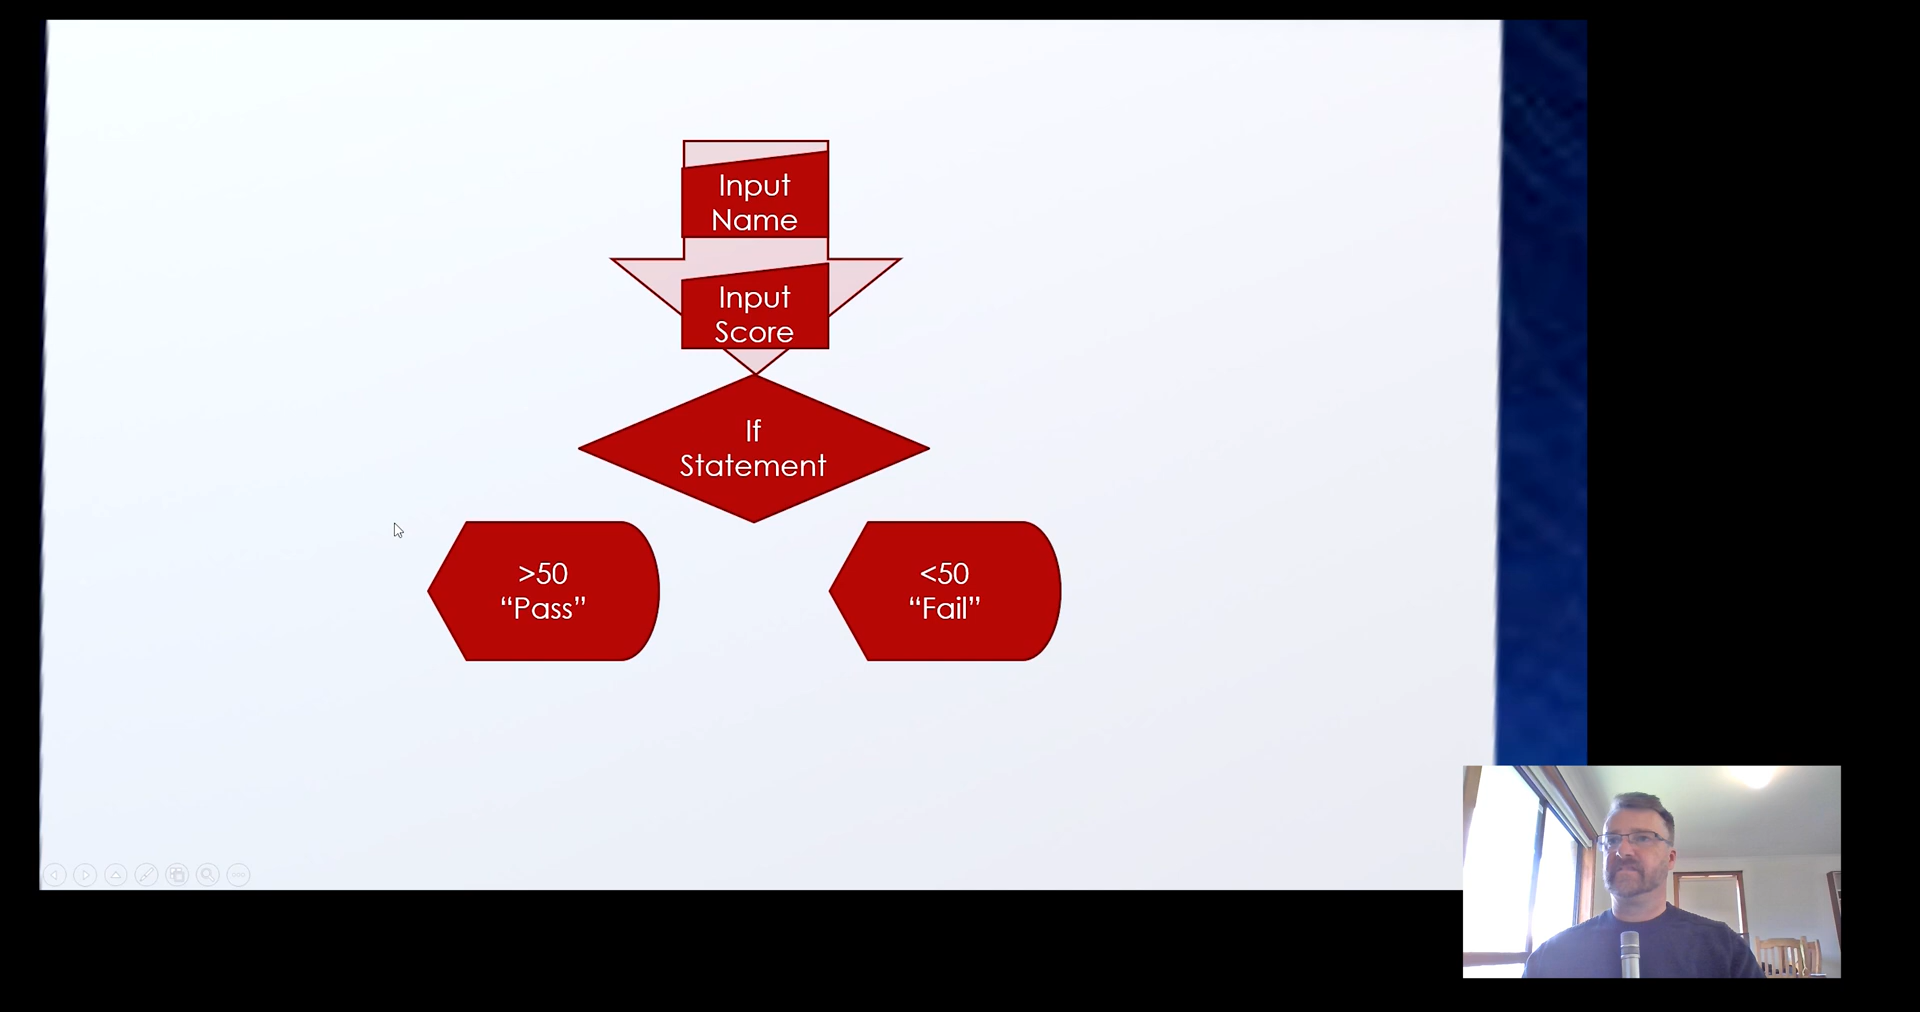 Input
Name
Input
Score
If
Statement
>50
“Pass”
<50
“Fail”